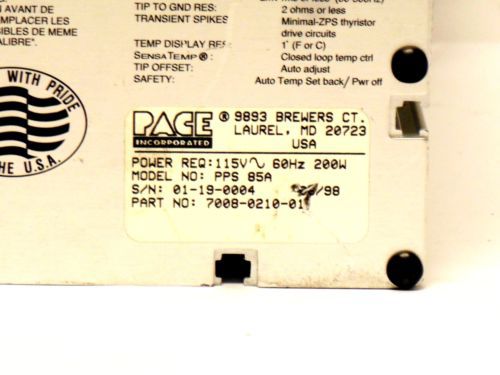 N AVANT DE
MPLACER LES
SIBLES DE MEME
ALIBRE".
TIP TO GND RES:
2 ohms or less
TRANSIENT SPIKES
Minimal-ZPS thyristor
drive circuits
TEMP DISPLAY RES:
1˚ (F or C)
SENSATEMP®:
Closed loop temp ctrl
TIP OFFSET:
Auto adjust
SAFETY:
Auto Temp Set back/ Pwr off
WITH PRIDE
HE U.S.A.
PACE ® 9893 BREWERS CT.
INCORPORATED LAUREL, MD 20723
USA
POWER REQ:115V∿ 60Hz 200W
MODEL NO: PPS 85A
S/N: 01-19-0004 /98
PART NO: 7008-0210-01